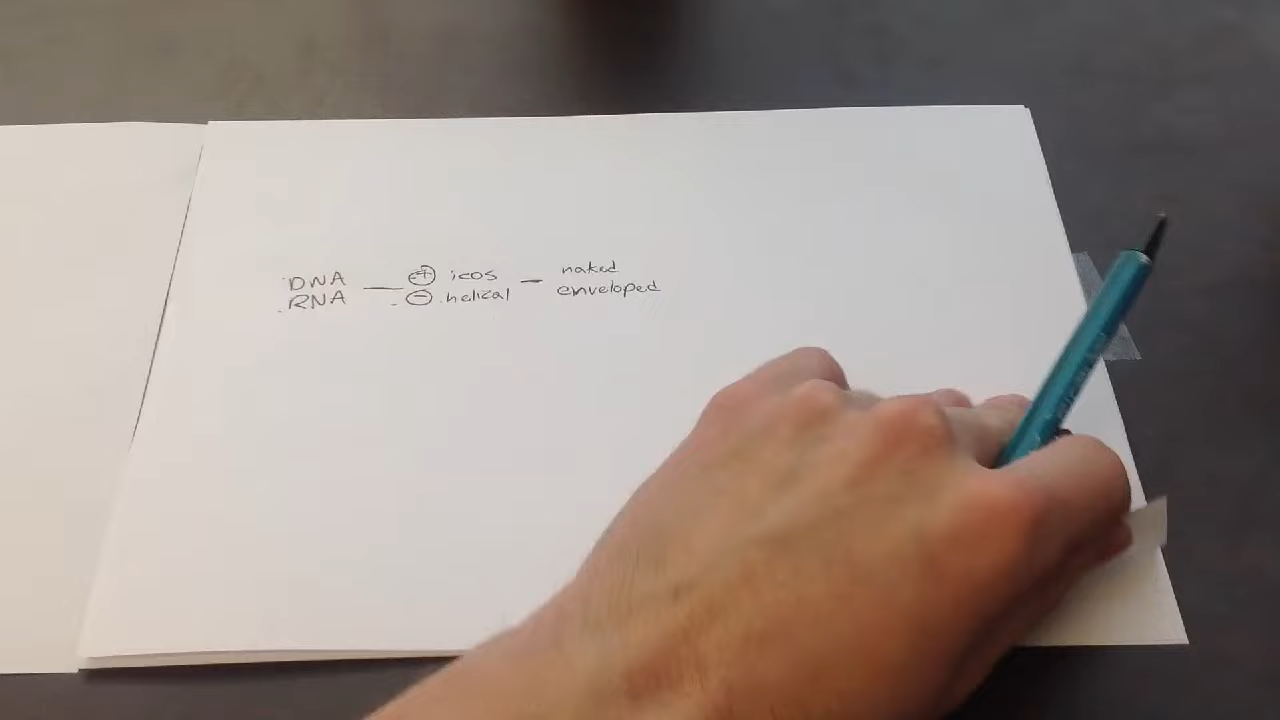 DNA — ⊕ icos — naked
RNA ⊖ helical enveloped